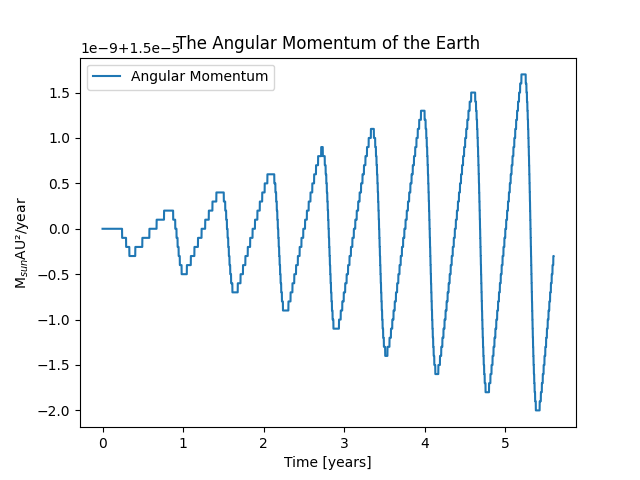 The Angular Momentum of the Earth
1e−9+1.5e−5
Angular Momentum
1.5
1.0
0.5
0.0
−0.5
−1.0
−1.5
−2.0
M_sunAU²/year
0 1 2 3 4 5
Time [years]